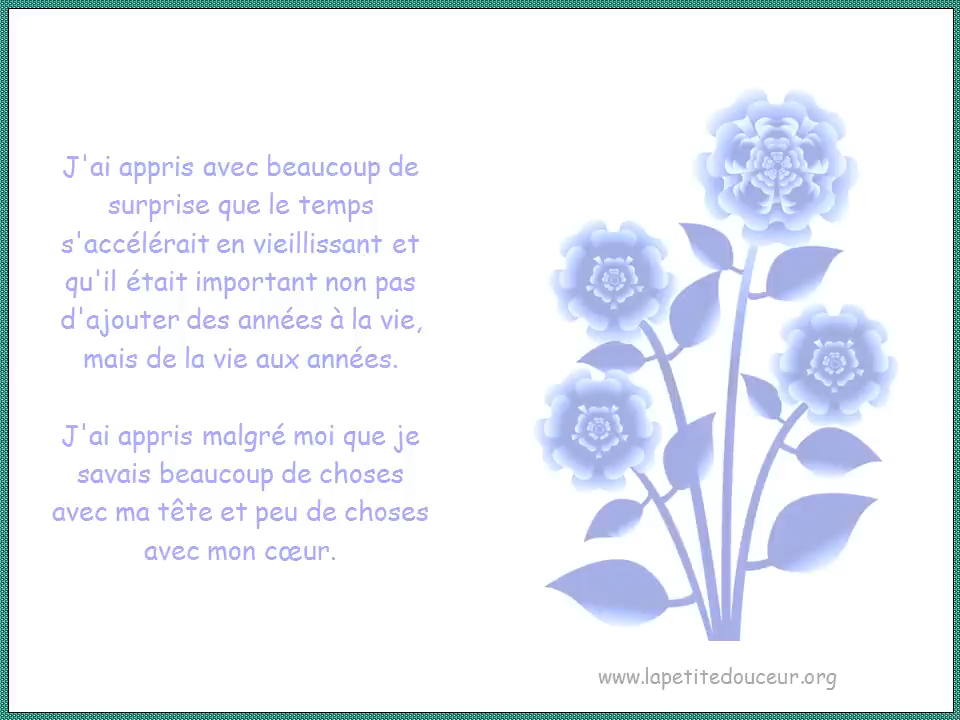 J'ai appris avec beaucoup de
surprise que le temps
s'accélérait en vieillissant et
qu'il était important non pas
d'ajouter des années à la vie,
mais de la vie aux années.
J'ai appris malgré moi que je
savais beaucoup de choses
avec ma tête et peu de choses
avec mon cœur.
www.lapetitedouceur.org